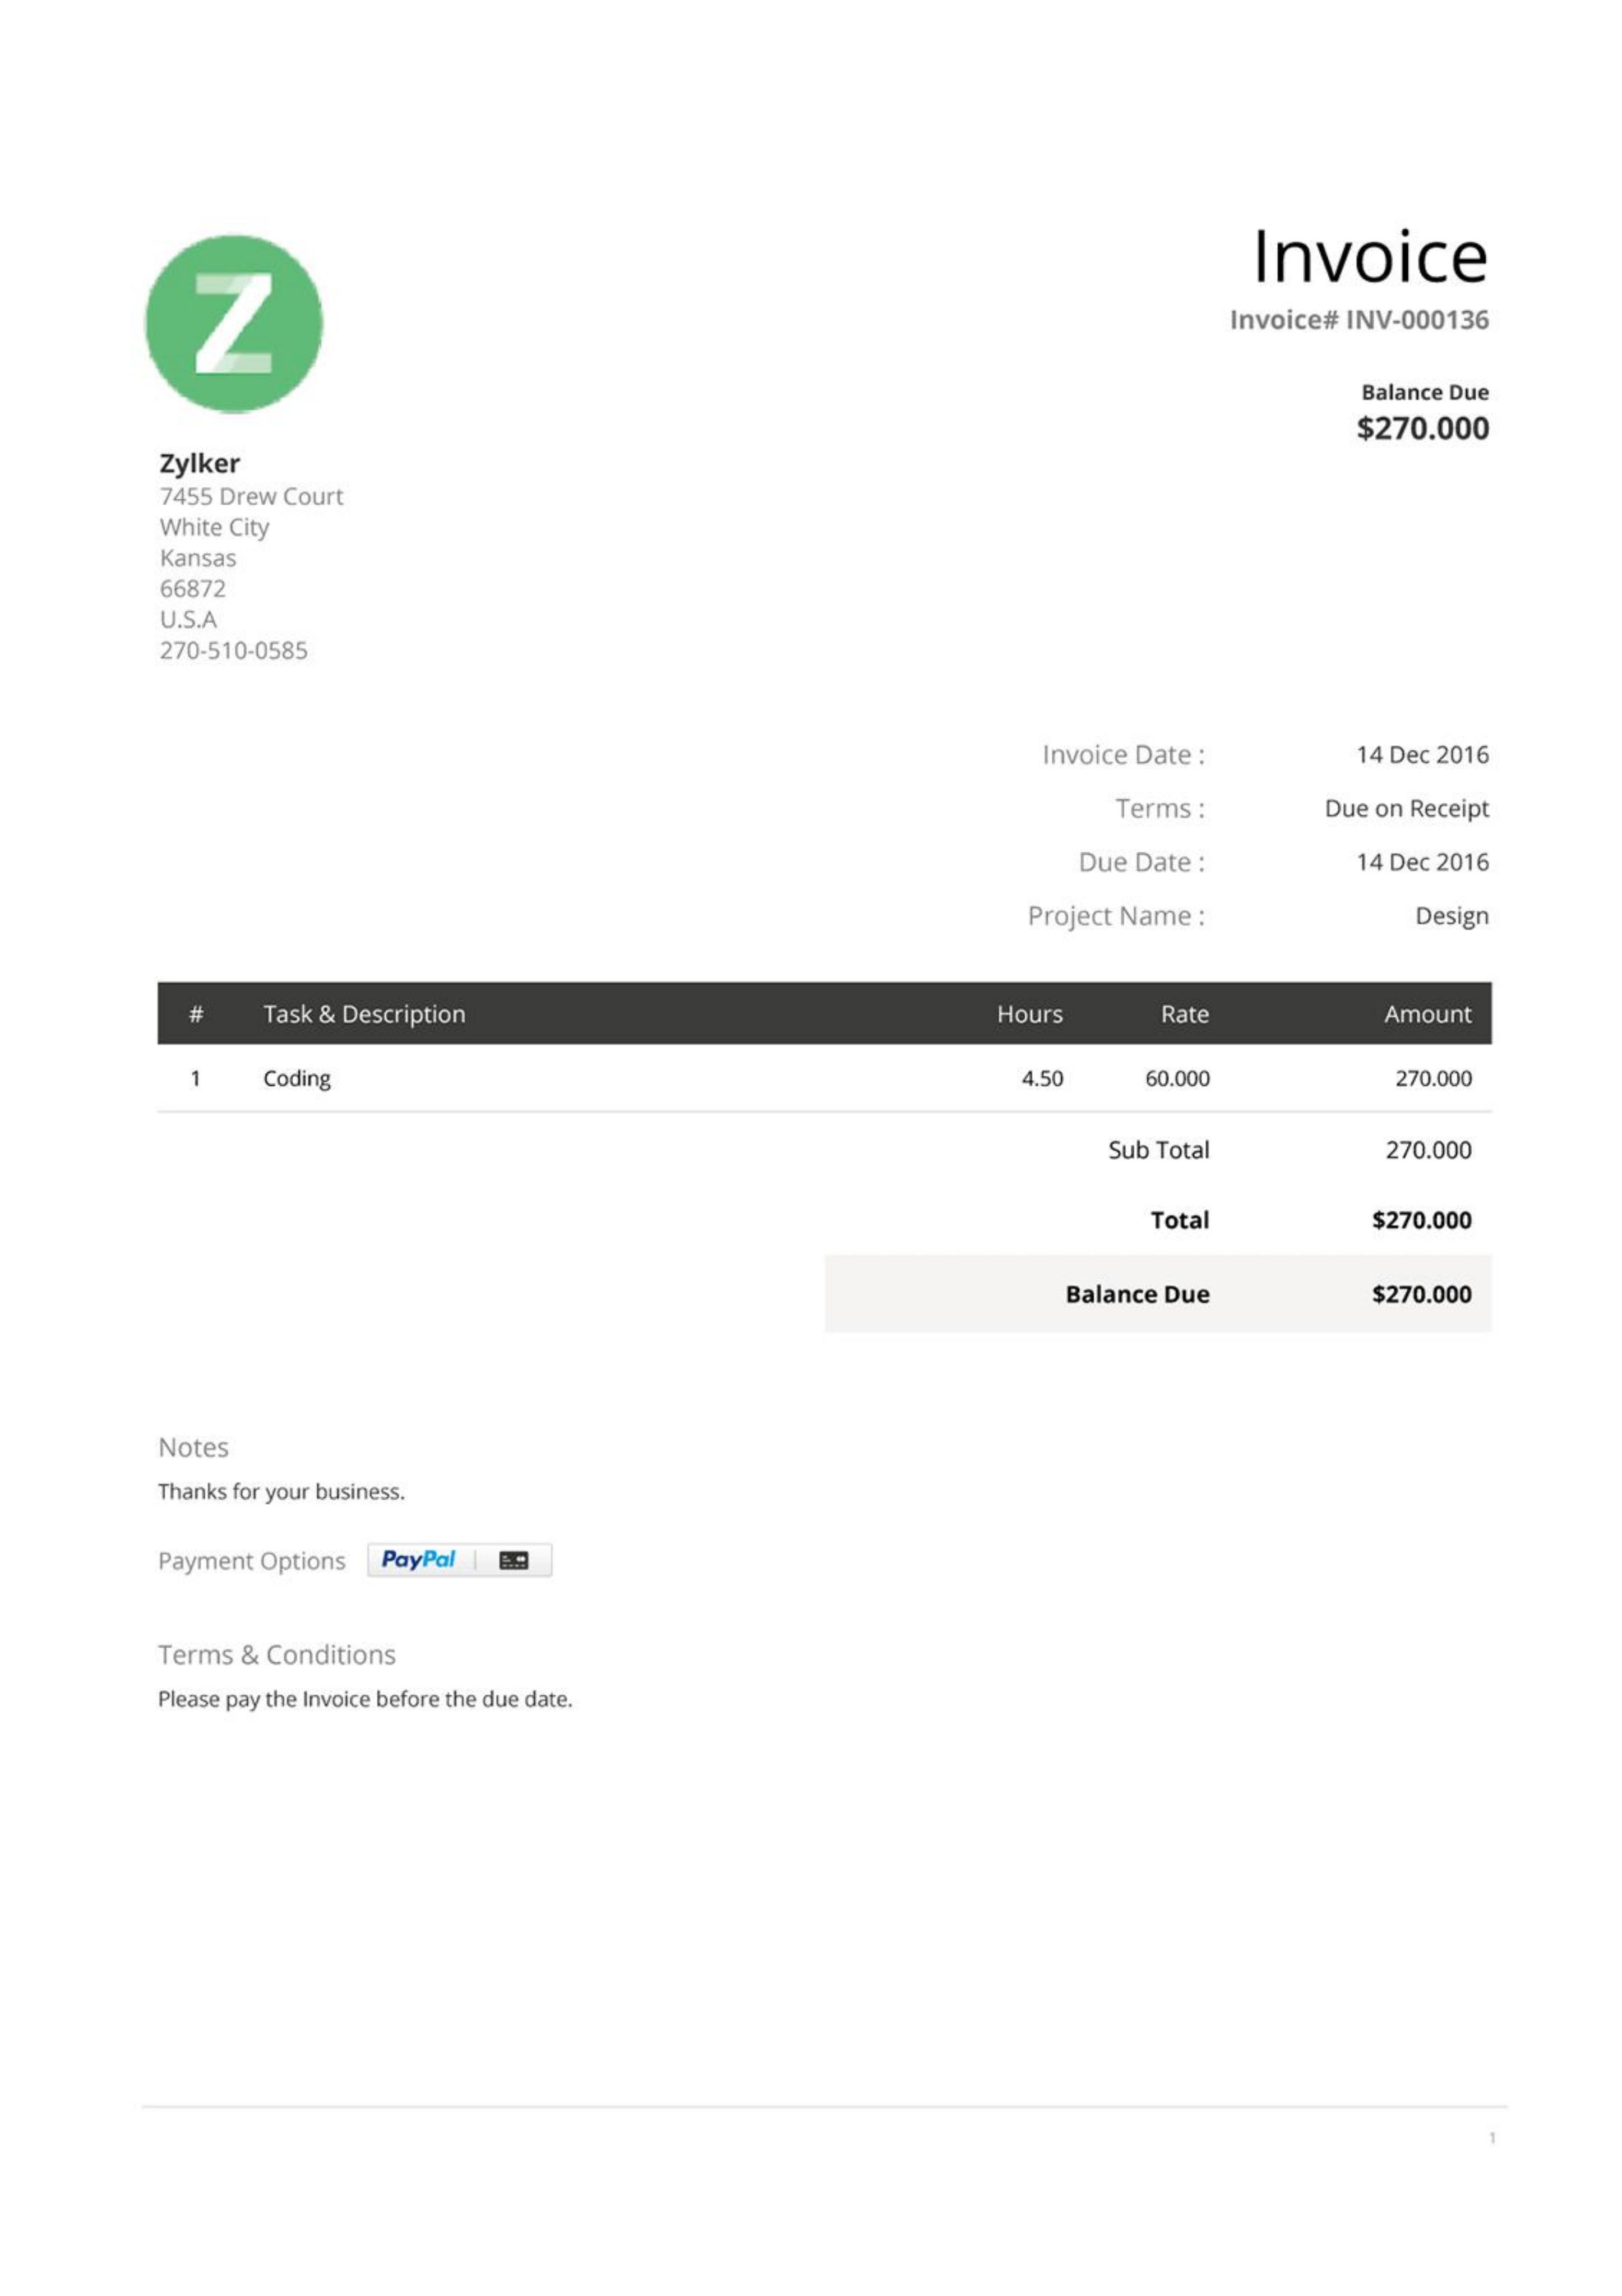 Z
Invoice
Invoice# INV-000136
Balance Due
$270.000
Zylker
7455 Drew Court
White City
Kansas
66872
U.S.A
270-510-0585
Invoice Date : 14 Dec 2016
Terms : Due on Receipt
Due Date : 14 Dec 2016
Project Name : Design
# Task & Description Hours Rate Amount
1 Coding 4.50 60.000 270.000
Sub Total 270.000
Total $270.000
Balance Due $270.000
Notes
Thanks for your business.
Payment Options PayPal
Terms & Conditions
Please pay the Invoice before the due date.
1